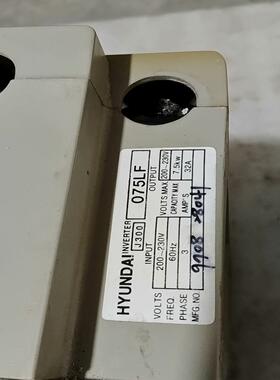 HYUNDAI INVERTER
J300 075LF
INPUT OUTPUT
VOLTS 200~230V VOLTS MAX 200~230V
FREQ. 60Hz CAPACITY MAX 7.5kw
PHASE 3 AMP'S 32A
MFG.NO